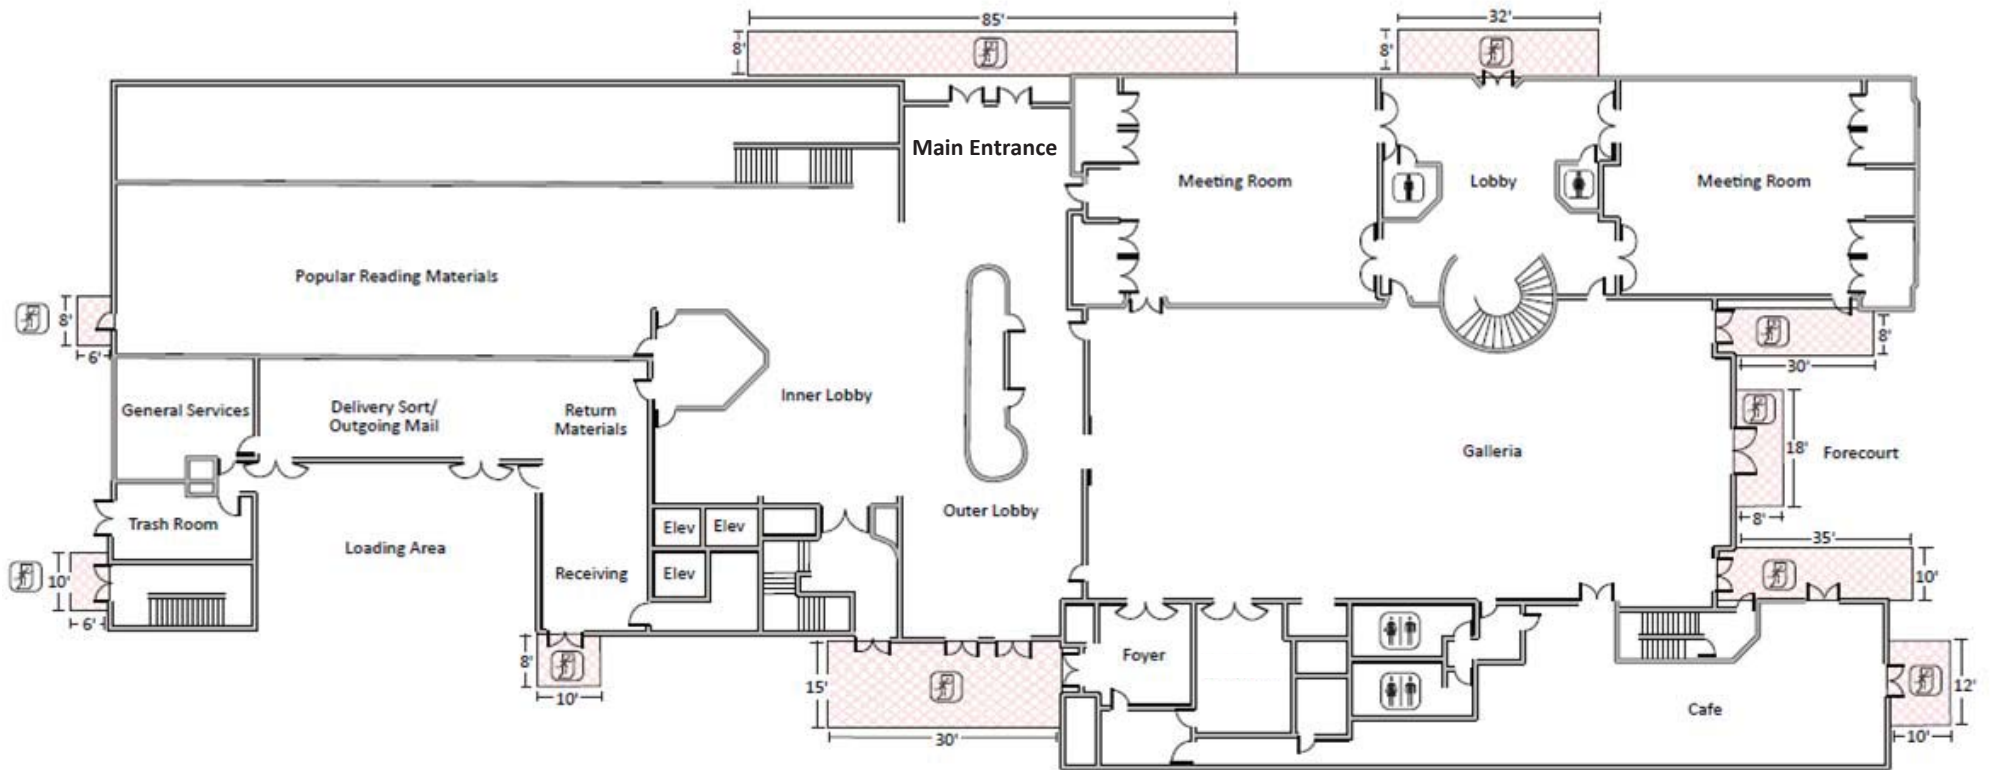 85'
32'
8'
8'
Main Entrance
Meeting Room
Lobby
Meeting Room
Popular Reading Materials
8'
6'
8'
30'
General Services
Delivery Sort/
Outgoing Mail
Return
Materials
Inner Lobby
Galleria
18'
Forecourt
8'
Trash Room
Loading Area
Elev
Elev
Outer Lobby
35'
10'
Receiving
Elev
10'
6'
8'
10'
15'
30'
Foyer
Cafe
12'
10'